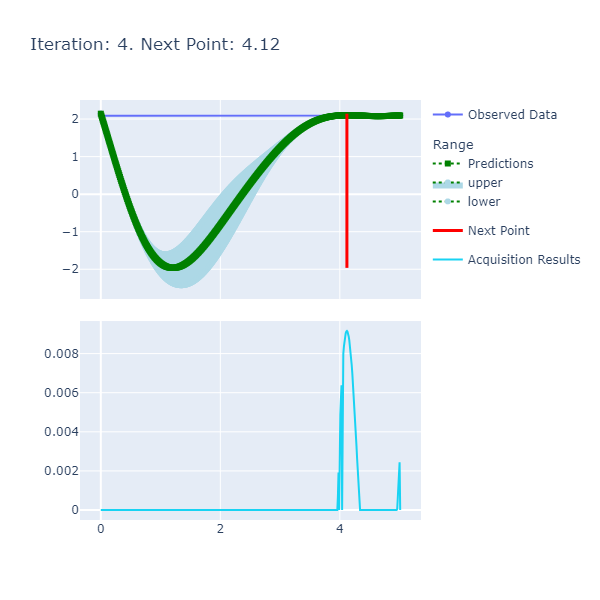 Iteration: 4. Next Point: 4.12
2
1
0
−1
−2
Observed Data
Range
Predictions
upper
lower
Next Point
Acquisition Results
0.008
0.006
0.004
0.002
0
0 2 4